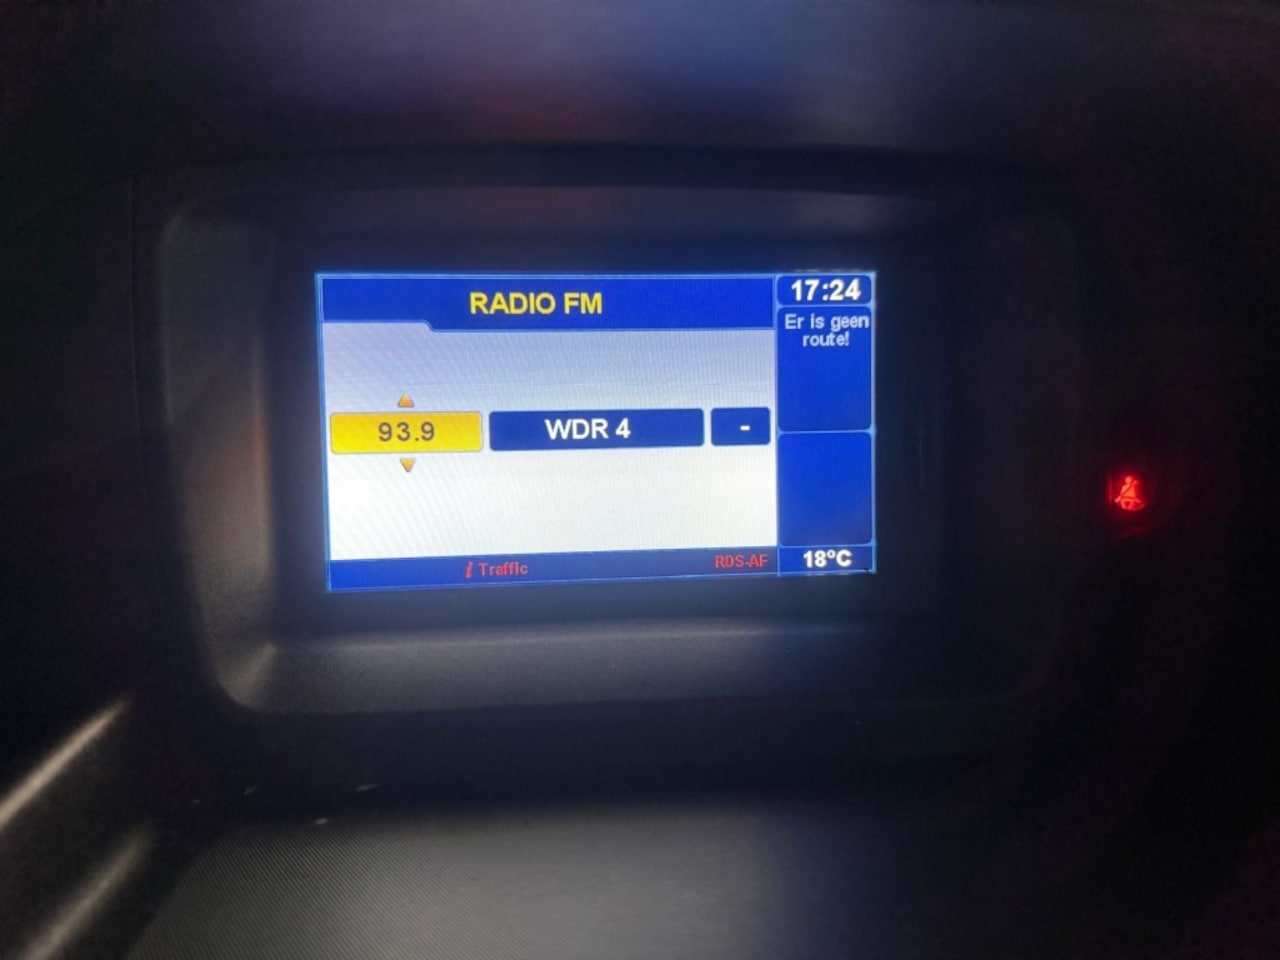 RADIO FM
17:24
Er is geen
route!
93.9
WDR 4
-
i Traffic
RDS-AF
18°C